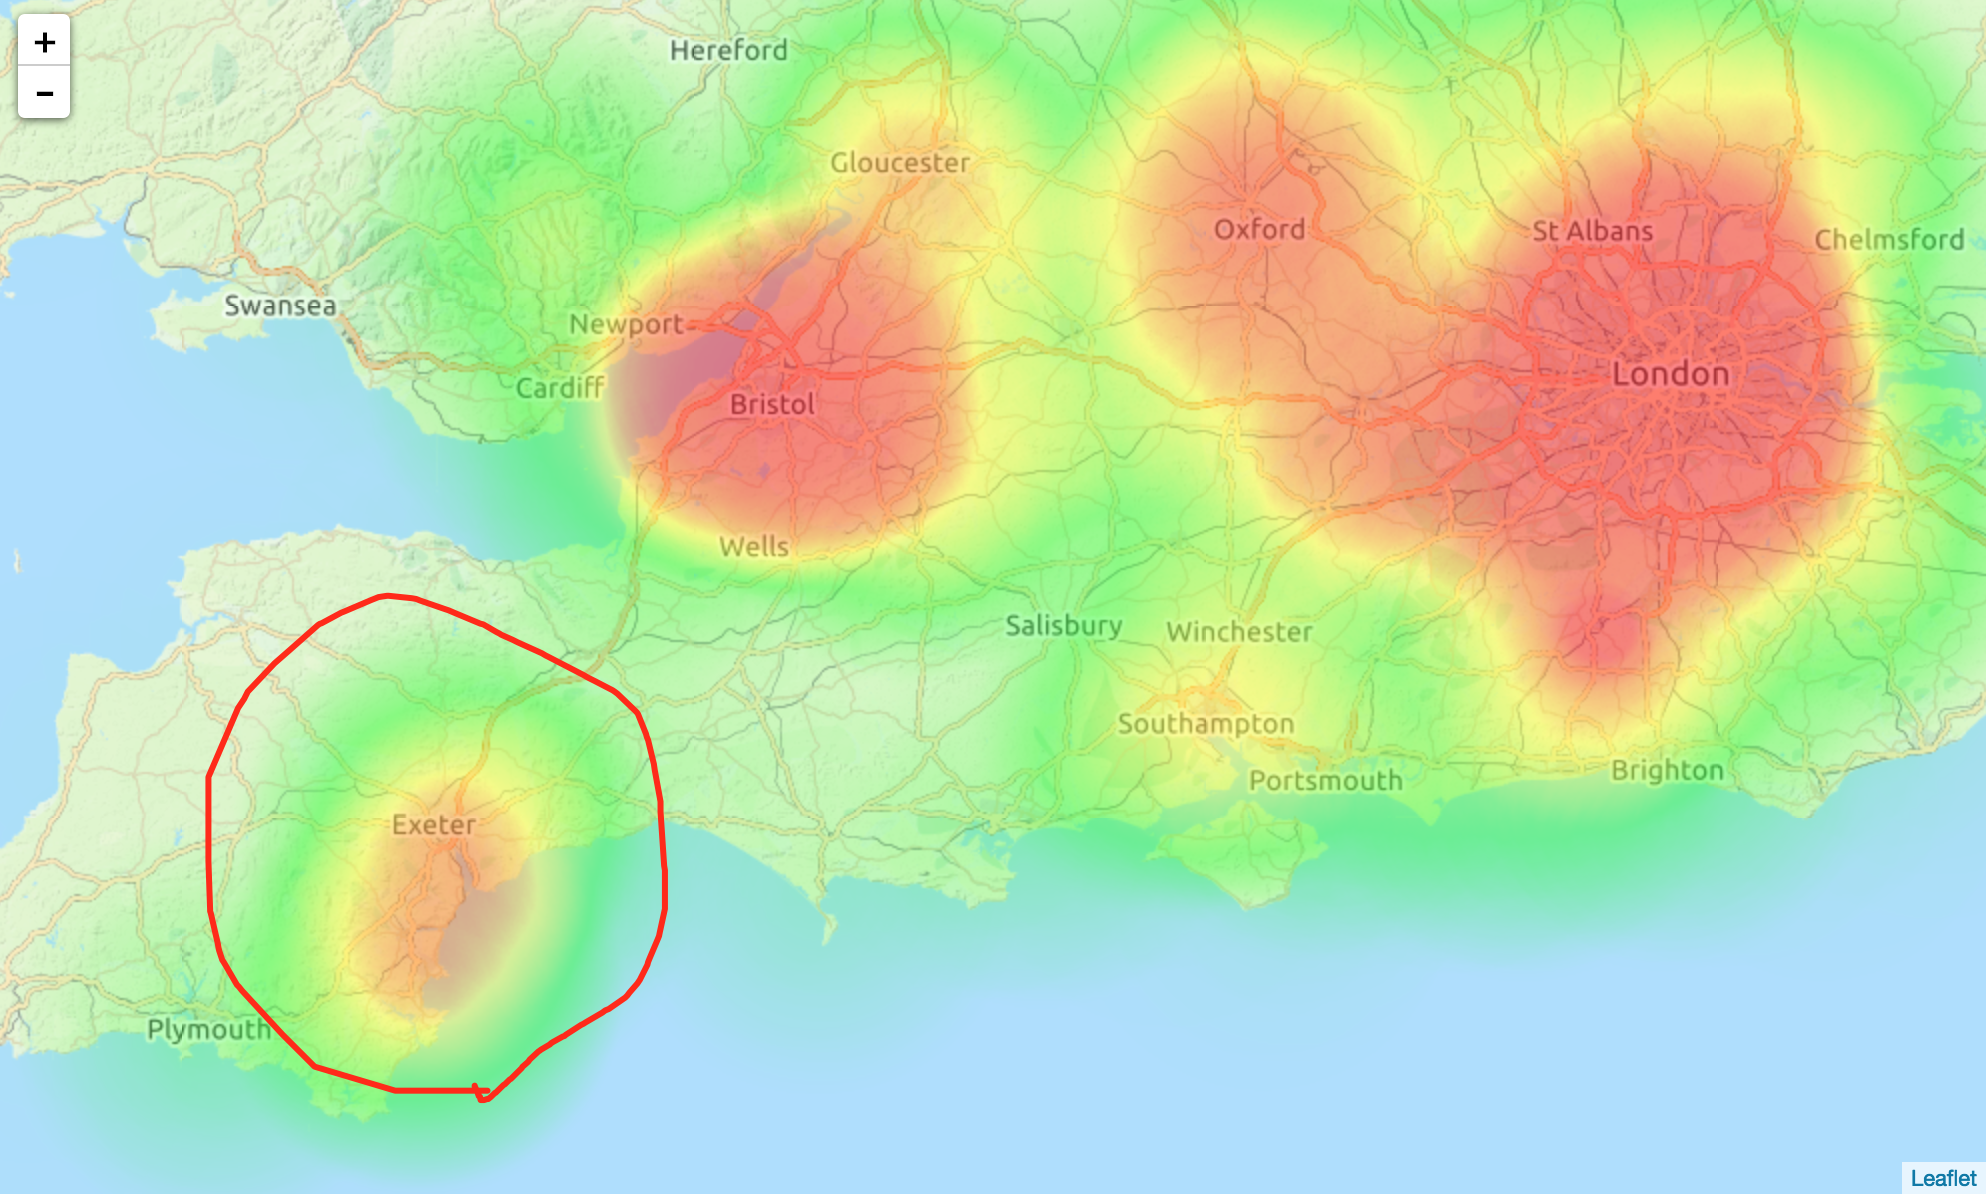 +
Hereford
−
Gloucester
Oxford
St Albans
Chelmsford
Swansea
Newport
London
Cardiff
Bristol
Wells
Salisbury
Winchester
Southampton
Brighton
Portsmouth
Exeter
Plymouth
Leaflet